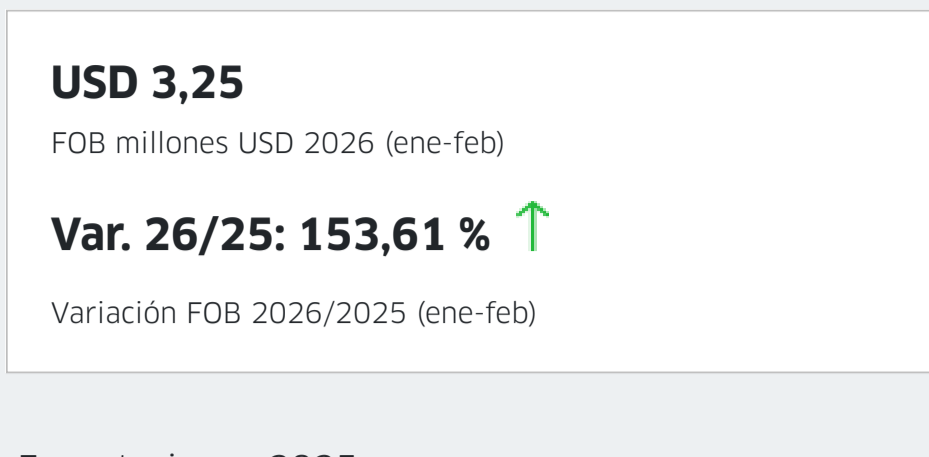 USD 3,25
FOB millones USD 2026 (ene-feb)
Var. 26/25: 153,61 %
Variación FOB 2026/2025 (ene-feb)